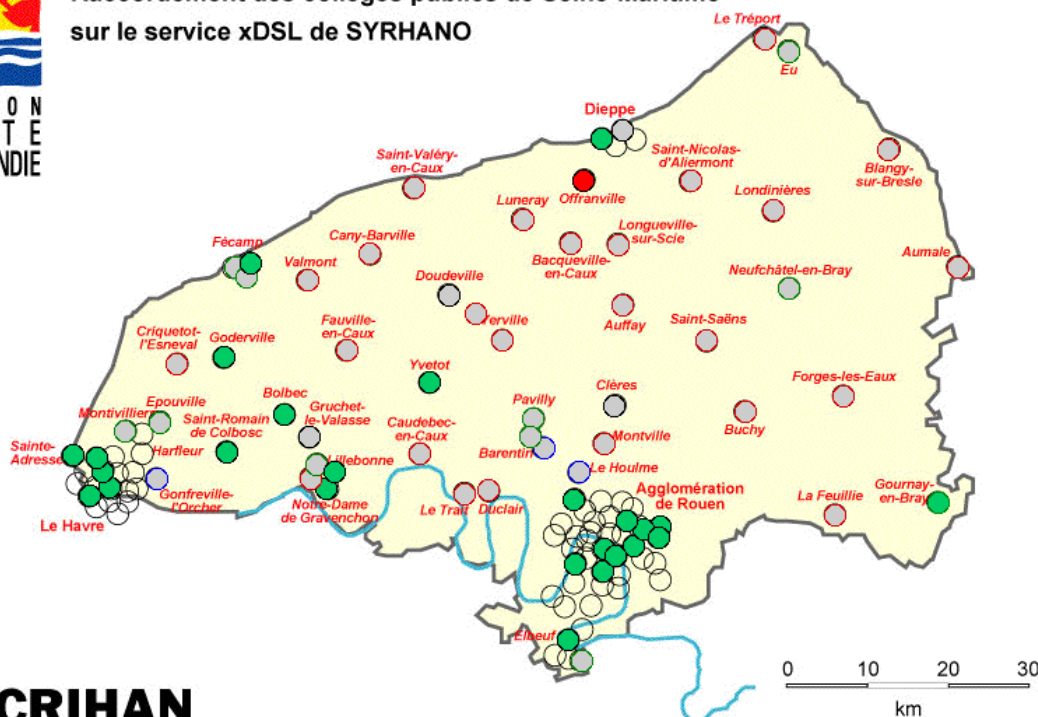 sur le service xDSL de SYRHANO
O N
T E
NDIE
Le Tréport
Eu
Dieppe
Saint-Valéry-
en-Caux
Saint-Nicolas-
d'Aliermont
Blangy-
sur-Bresle
Offranville
Londinières
Luneray
Longueville-
sur-Scie
Fécamp
Cany-Barville
Bacqueville-
en-Caux
Aumale
Valmont
Doudeville
Neufchâtel-en-Bray
Yerville
Auffay
Saint-Saëns
Fauville-
en-Caux
Criquetot-
l'Esneval
Goderville
Yvetot
Clères
Forges-les-Eaux
Bolbec
Epouville
Montivilliers
Saint-Romain
de Colbosc
Gruchet-
le-Valasse
Pavilly
Caudebec-
en-Caux
Buchy
Montville
Sainte-
Adresse
Harfleur
Lillebonne
Barentin
Le Houlme
Gonfreville-
l'Orcher
Agglomération
de Rouen
Gournay-
en-Bray
La Feuillie
Notre-Dame
de Gravenchon
Le Trait
Duclair
Le Havre
Elbeuf
0 10 20 30
km
CRIHAN